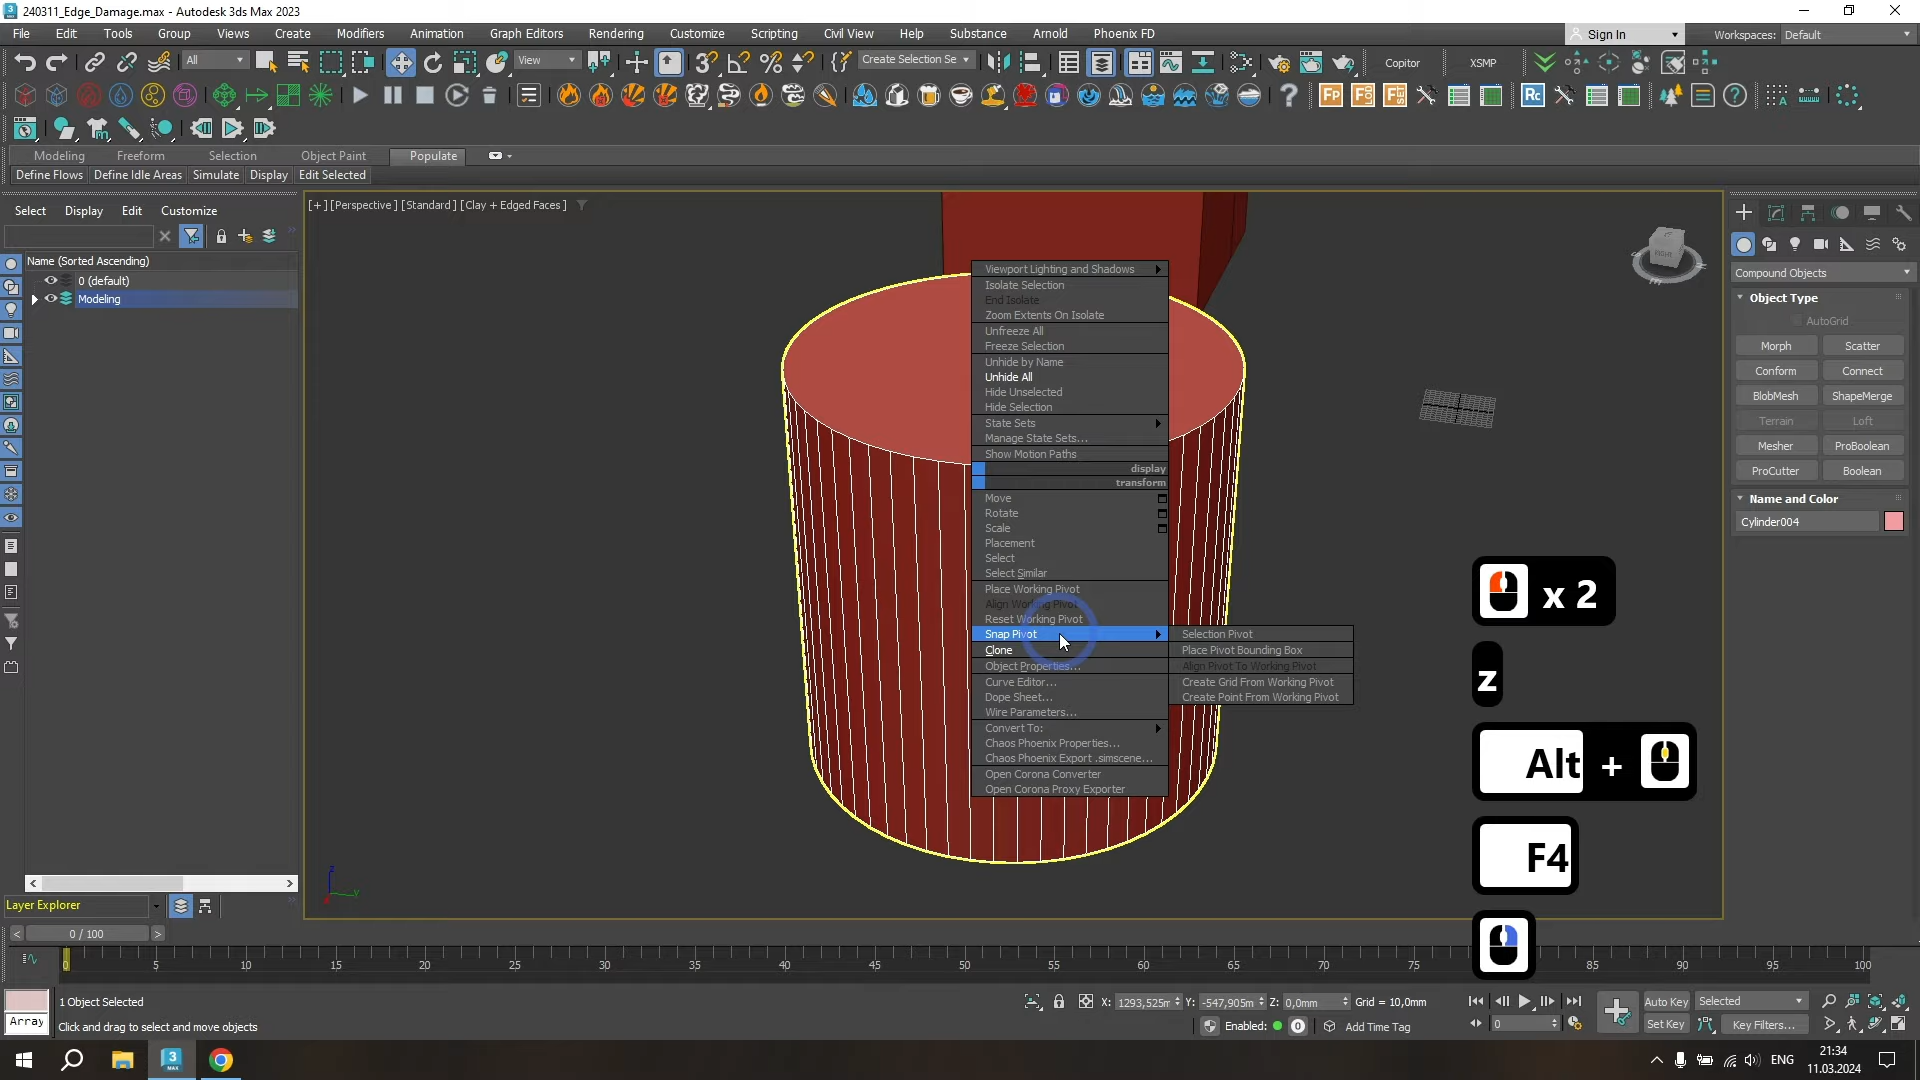 240311_Edge_Damage.max - Autodesk 3ds Max 2023
File Edit Tools Group Views Create Modifiers Animation Graph Editors Rendering Customize Scripting Civil View Help Substance Arnold Phoenix FD
Sign In
Workspaces: Default
All
View
Create Selection Se
Copitor
XSMP
Modeling Freeform Selection Object Paint Populate
Define Flows Define Idle Areas Simulate Display Edit Selected
Select Display Edit Customize
Name (Sorted Ascending)
0 (default)
Modeling
Layer Explorer
[+] [Perspective] [Standard] [Clay + Edged Faces]
Viewport Lighting and Shadows
Isolate Selection
End Isolate
Zoom Extents On Isolate
Unfreeze All
Freeze Selection
Unhide by Name
Unhide All
Hide Unselected
Hide Selection
State Sets
Manage State Sets...
Show Motion Paths
display
transform
Move
Rotate
Scale
Placement
Select
Select Similar
Place Working Pivot
Align Working Pivot
Reset Working Pivot
Snap Pivot
Clone
Object Properties...
Curve Editor...
Dope Sheet...
Wire Parameters...
Convert To:
Chaos Phoenix Properties...
Chaos Phoenix Export .simscene...
Open Corona Converter
Open Corona Proxy Exporter
Selection Pivot
Place Pivot Bounding Box
Align Pivot To Working Pivot
Create Grid From Working Pivot
Create Point From Working Pivot
RIGHT
Compound Objects
Object Type
AutoGrid
Morph Scatter
Conform Connect
BlobMesh ShapeMerge
Terrain Loft
Mesher ProBoolean
ProCutter Boolean
Name and Color
Cylinder004
x 2
z
Alt +
F4
0 / 100
0 5 10 15 20 25 30 35 40 45 50 55 60 65 70 75 85 90 95 100
Array
1 Object Selected
Click and drag to select and move objects
X: 1293,525m Y: -547,905m Z: 0,0mm Grid = 10,0mm
Enabled: 0 Add Time Tag
0
Auto Key Selected
Set Key Key Filters...
ENG
21:34
11.03.2024